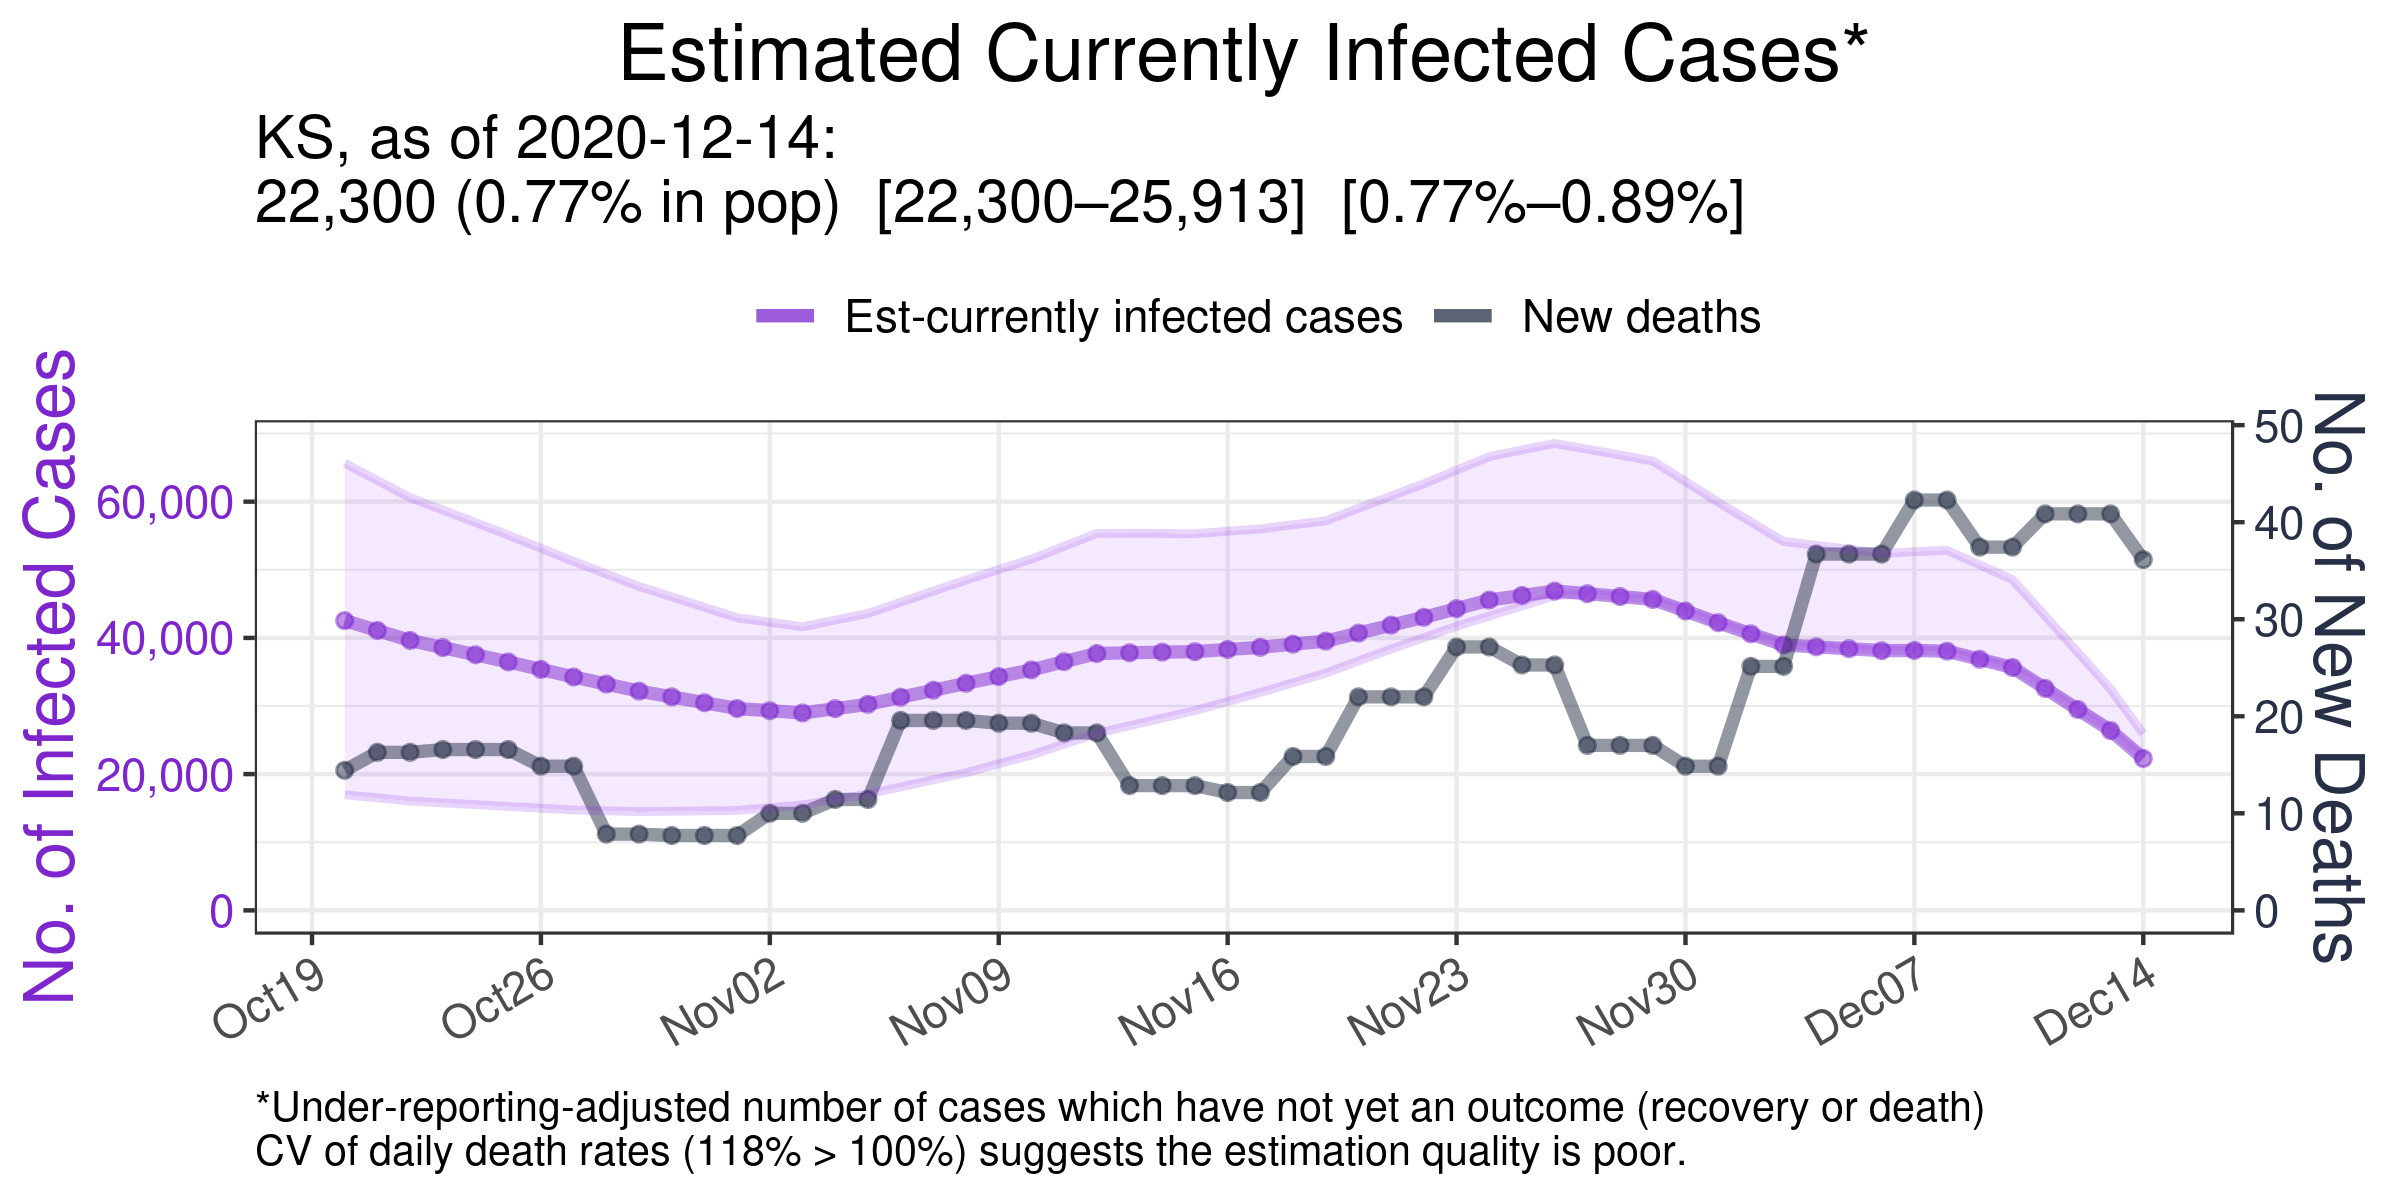 Estimated Currently Infected Cases*
KS, as of 2020-12-14:
22,300 (0.77% in pop)  [22,300–25,913]  [0.77%–0.89%]
Est-currently infected cases
New deaths
No. of Infected Cases
60,000
40,000
20,000
0
50
40
30
20
10
0
No. of New Deaths
Oct19
Oct26
Nov02
Nov09
Nov16
Nov23
Nov30
Dec07
Dec14
*Under-reporting-adjusted number of cases which have not yet an outcome (recovery or death)
CV of daily death rates (118% > 100%) suggests the estimation quality is poor.